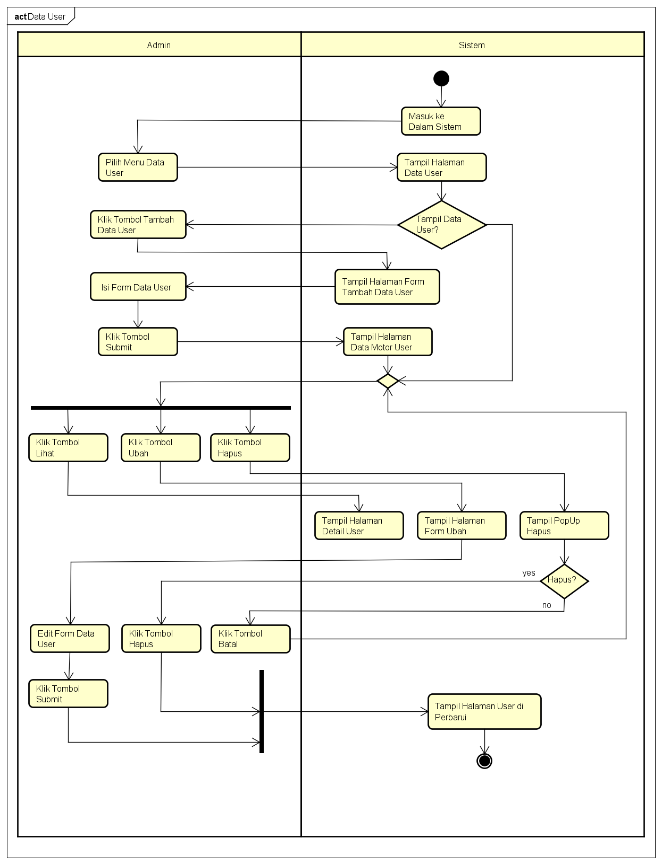 act Data User
Admin
Sistem
Masuk ke
Dalam Sistem
Pilih Menu Data
User
Tampil Halaman
Data User
Klik Tombol Tambah
Data User
Tampil Data
User?
Isi Form Data User
Tampil Halaman Form
Tambah Data User
Klik Tombol
Submit
Tampil Halaman
Data Motor User
Klik Tombol
Lihat
Klik Tombol
Ubah
Klik Tombol
Hapus
Tampil Halaman
Detail User
Tampil Halaman
Form Ubah
Tampil PopUp
Hapus
yes
Hapus?
no
Edit Form Data
User
Klik Tombol
Hapus
Klik Tombol
Batal
Klik Tombol
Submit
Tampil Halaman User di
Perbarui